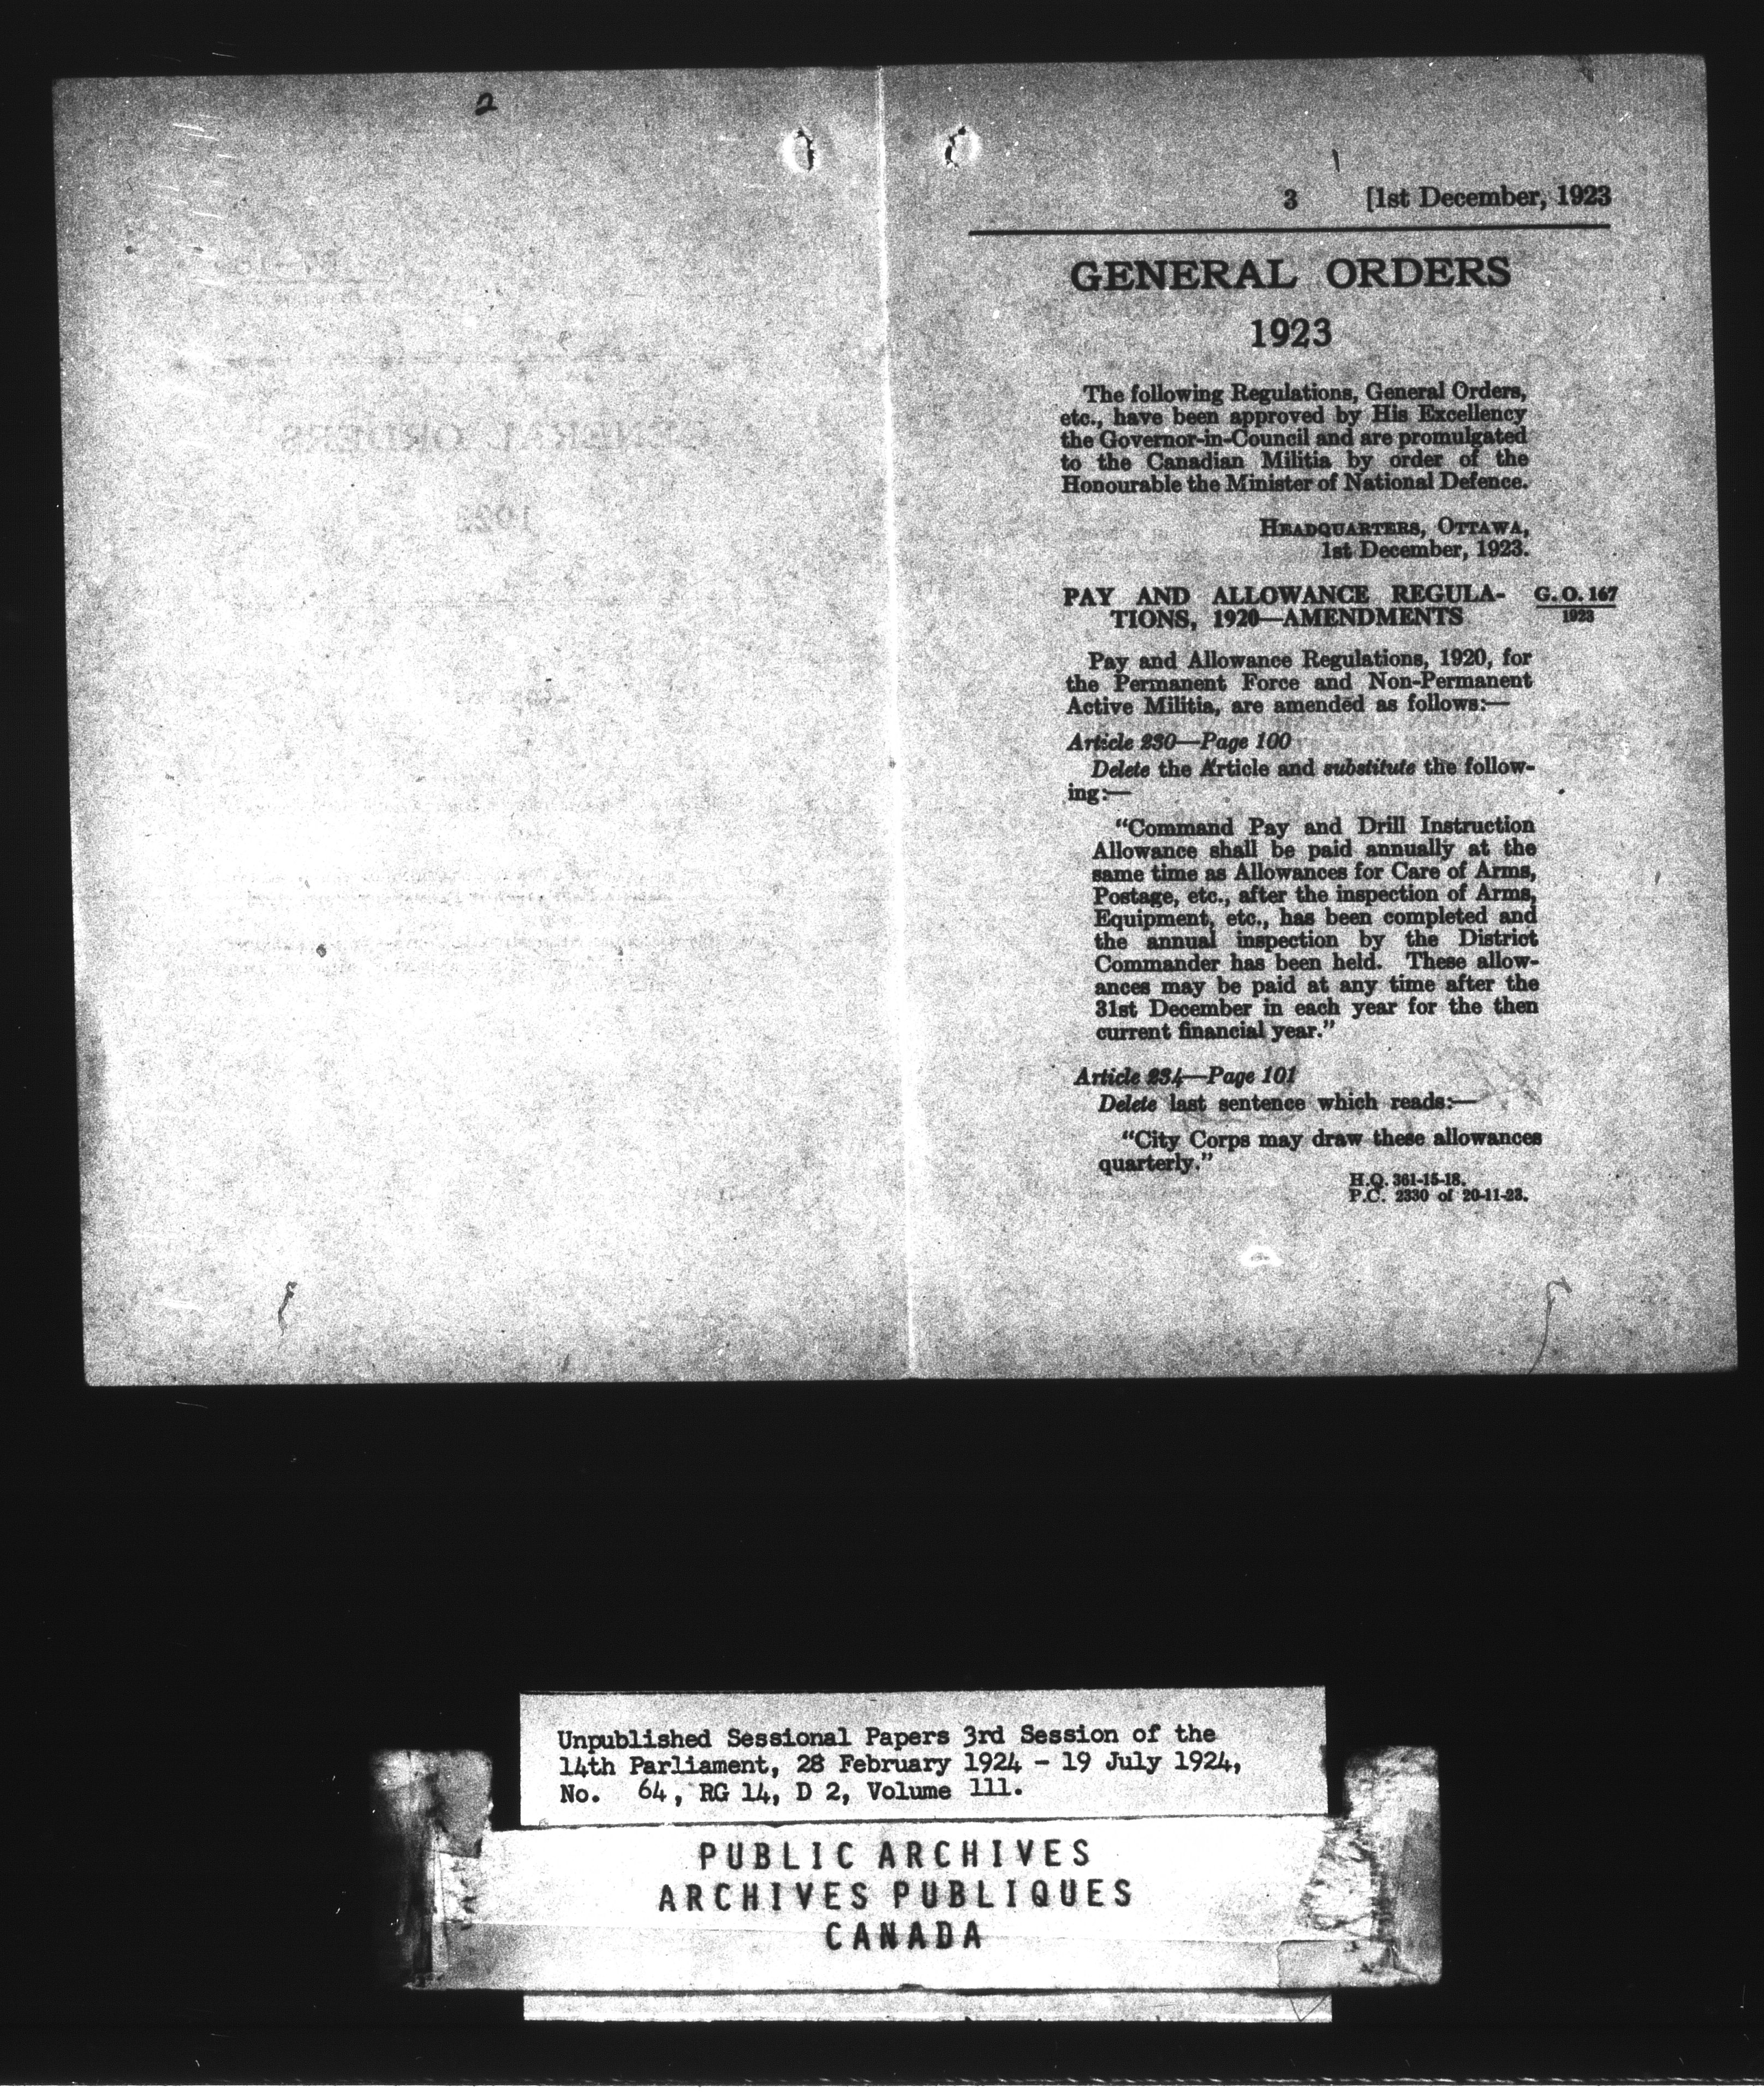 2
3 [1st December, 1923
GENERAL ORDERS
1923
The following Regulations, General Orders,
etc., have been approved by His Excellency
the Governor-in-Council and are promulgated
to the Canadian Militia by order of the
Honourable the Minister of National Defence.
HEADQUARTERS, OTTAWA,
1st December, 1923.
PAY AND ALLOWANCE REGULA-
TIONS, 1920—AMENDMENTS
G. O. 167
1923
Pay and Allowance Regulations, 1920, for
the Permanent Force and Non-Permanent
Active Militia, are amended as follows:—
Article 230—Page 100
Delete the Article and substitute the follow-
ing:—
"Command Pay and Drill Instruction
Allowance shall be paid annually at the
same time as Allowances for Care of Arms,
Postage, etc., after the inspection of Arms,
Equipment, etc., has been completed and
the annual inspection by the District
Commander has been held. These allow-
ances may be paid at any time after the
31st December in each year for the then
current financial year."
Article 234—Page 101
Delete last sentence which reads:—
"City Corps may draw these allowances
quarterly."
H.Q. 361-15-18.
P.C. 2330 of 20-11-23.
Unpublished Sessional Papers 3rd Session of the
14th Parliament, 28 February 1924 - 19 July 1924,
No. 64, RG 14, D 2, Volume 111.
PUBLIC ARCHIVES
ARCHIVES PUBLIQUES
CANADA